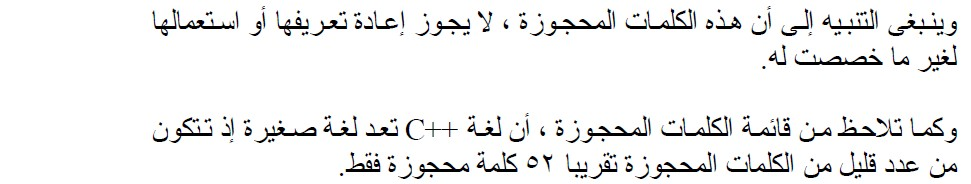 وينبغى التنبيه إلى أن هذه الكلمات المحجوزة ، لا يجوز إعادة تعريفها أو استعمالها
لغير ما خصصت له.
وكما تلاحظ من قائمة الكلمات المحجوزة ، أن لغة C++ تعد لغة صغيرة إذ تتكون
من عدد قليل من الكلمات المحجوزة تقريبا ٥٢ كلمة محجوزة فقط.